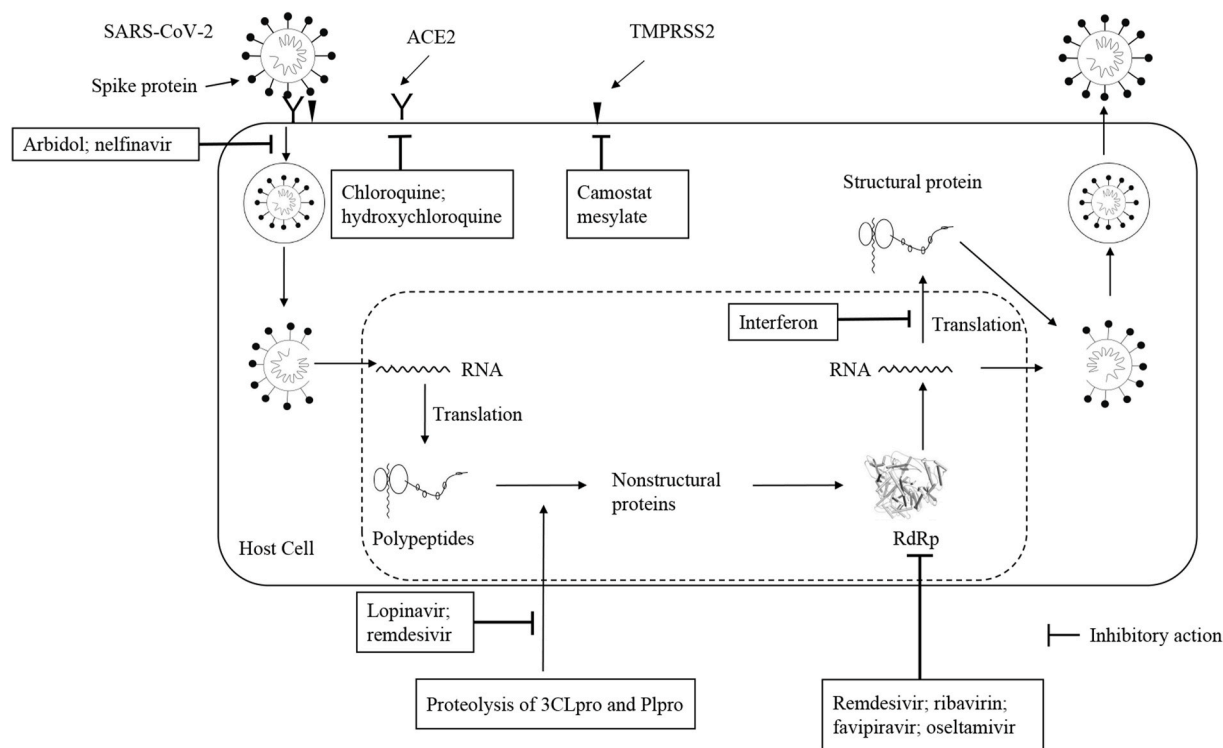 SARS-CoV-2
ACE2
TMPRSS2
Spike protein
Arbidol; nelfinavir
Chloroquine;
hydroxychloroquine
Camostat
mesylate
Structural protein
Interferon
Translation
RNA
RNA
Translation
Nonstructural
proteins
Polypeptides
RdRp
Host Cell
Lopinavir;
remdesivir
Inhibitory action
Proteolysis of 3CLpro and Plpro
Remdesivir; ribavirin;
favipiravir; oseltamivir